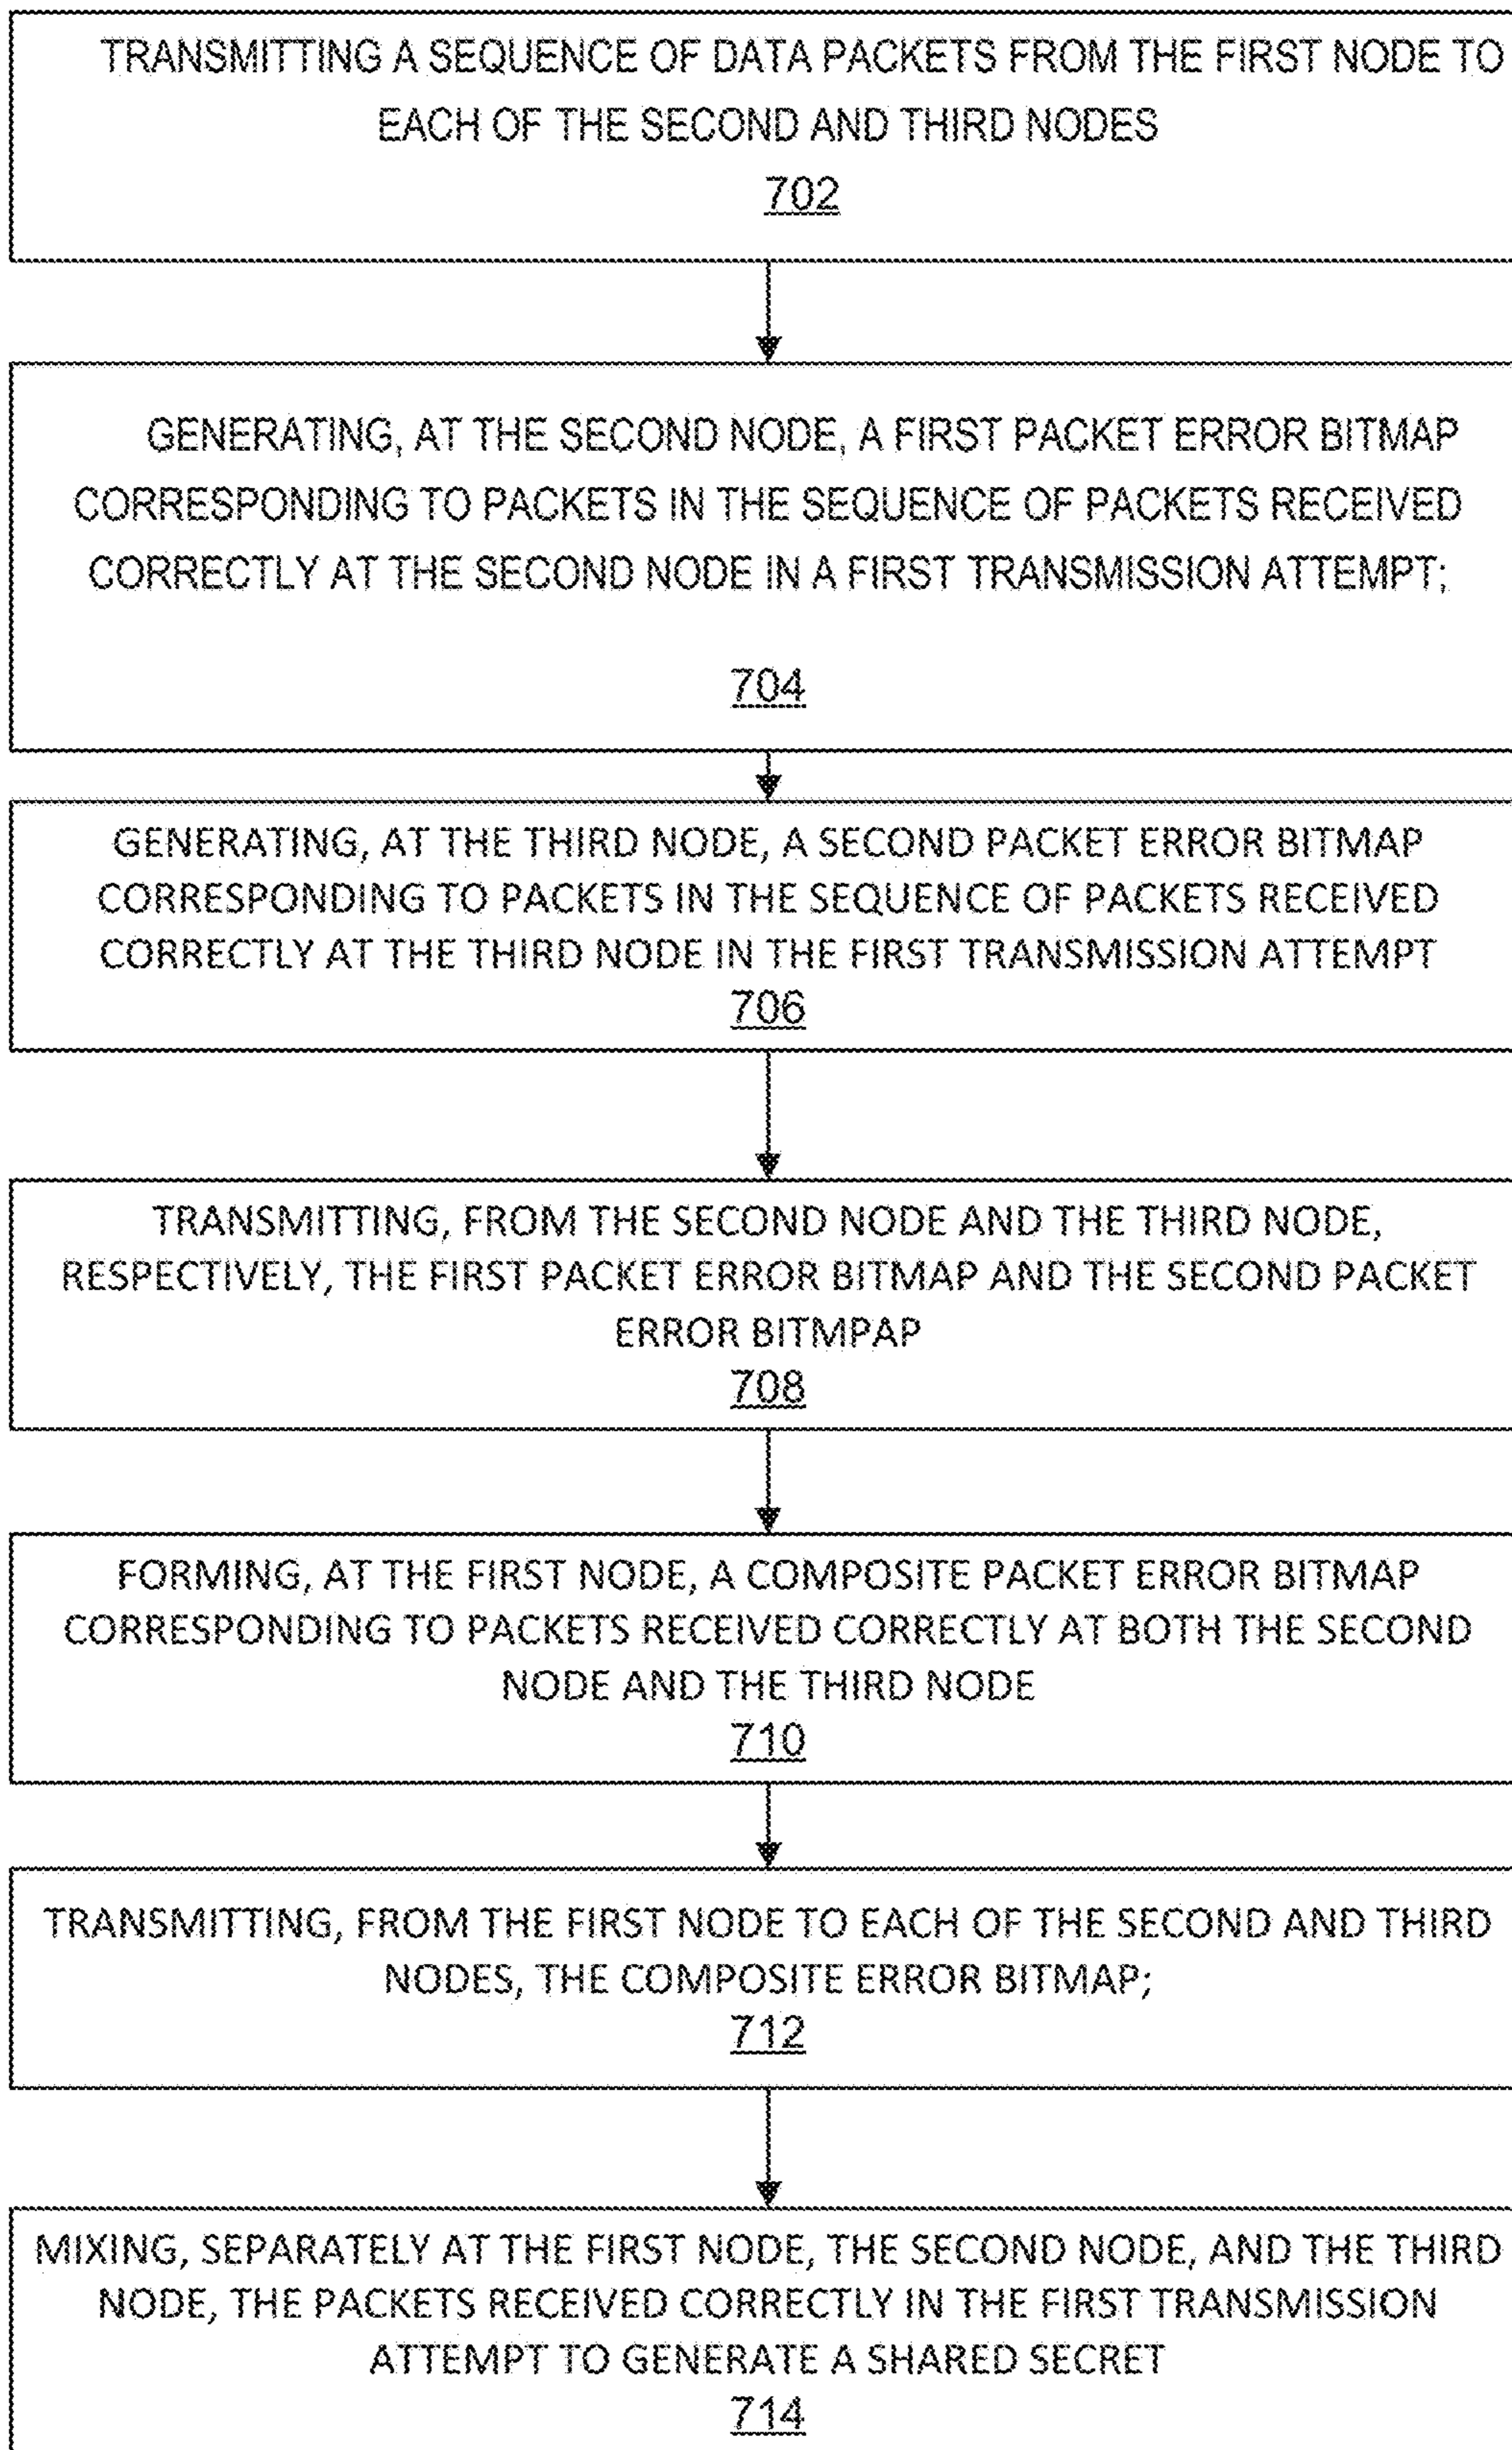 TRANSMITTING A SEQUENCE OF DATA PACKETS FROM THE FIRST NODE TO
EACH OF THE SECOND AND THIRD NODES
702
GENERATING, AT THE SECOND NODE, A FIRST PACKET ERROR BITMAP
CORRESPONDING TO PACKETS IN THE SEQUENCE OF PACKETS RECEIVED
CORRECTLY AT THE SECOND NODE IN A FIRST TRANSMISSION ATTEMPT;
704
GENERATING, AT THE THIRD NODE, A SECOND PACKET ERROR BITMAP
CORRESPONDING TO PACKETS IN THE SEQUENCE OF PACKETS RECEIVED
CORRECTLY AT THE THIRD NODE IN THE FIRST TRANSMISSION ATTEMPT
706
TRANSMITTING, FROM THE SECOND NODE AND THE THIRD NODE,
RESPECTIVELY, THE FIRST PACKET ERROR BITMAP AND THE SECOND PACKET
ERROR BITMPAP
708
FORMING, AT THE FIRST NODE, A COMPOSITE PACKET ERROR BITMAP
CORRESPONDING TO PACKETS RECEIVED CORRECTLY AT BOTH THE SECOND
NODE AND THE THIRD NODE
710
TRANSMITTING, FROM THE FIRST NODE TO EACH OF THE SECOND AND THIRD
NODES, THE COMPOSITE ERROR BITMAP;
712
MIXING, SEPARATELY AT THE FIRST NODE, THE SECOND NODE, AND THE THIRD
NODE, THE PACKETS RECEIVED CORRECTLY IN THE FIRST TRANSMISSION
ATTEMPT TO GENERATE A SHARED SECRET
714